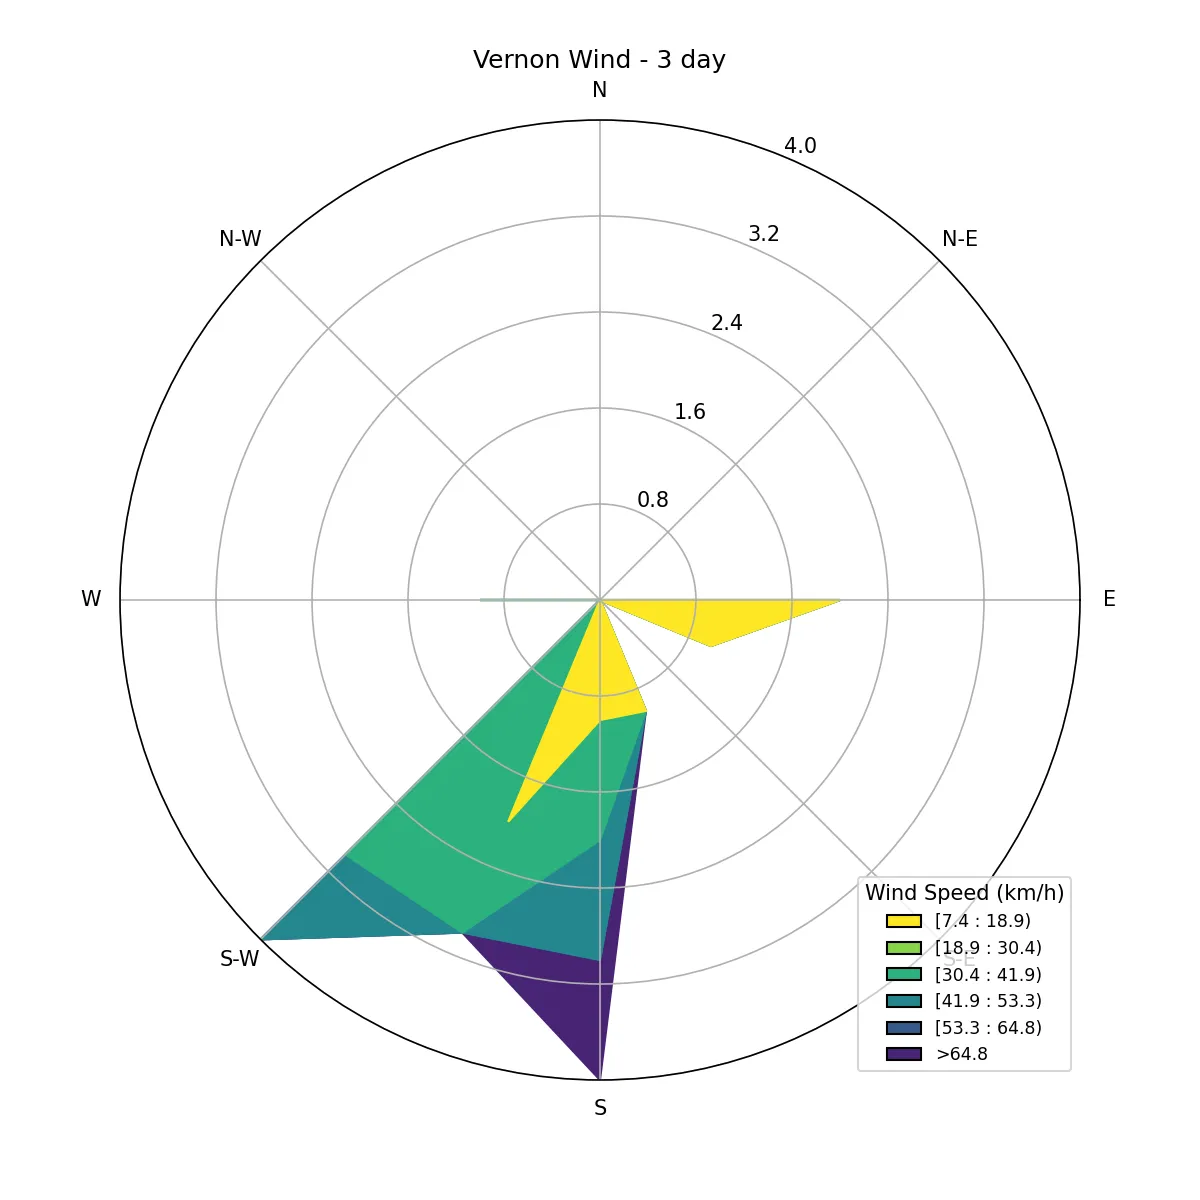 Vernon Wind - 3 day
N
4.0
N-W
N-E
3.2
2.4
1.6
0.8
W
E
Wind Speed (km/h)
[7.4 : 18.9)
[18.9 : 30.4)
S-W
S-E
[30.4 : 41.9)
[41.9 : 53.3)
[53.3 : 64.8)
>64.8
S